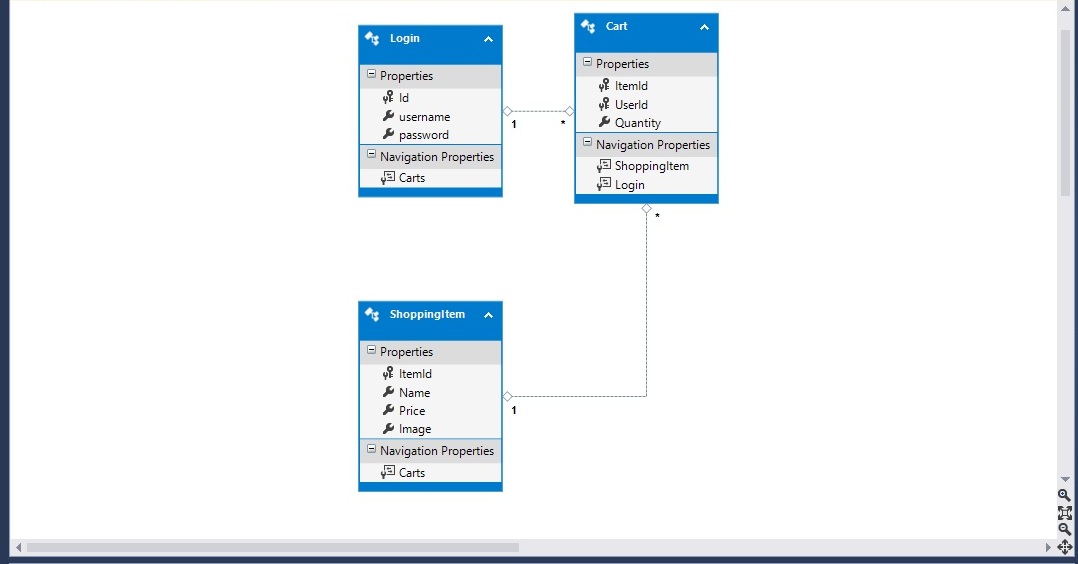 Login
Properties
Id
username
password
Navigation Properties
Carts
1
*
Cart
Properties
ItemId
UserId
Quantity
Navigation Properties
ShoppingItem
Login
*
ShoppingItem
Properties
ItemId
Name
Price
Image
Navigation Properties
Carts
1